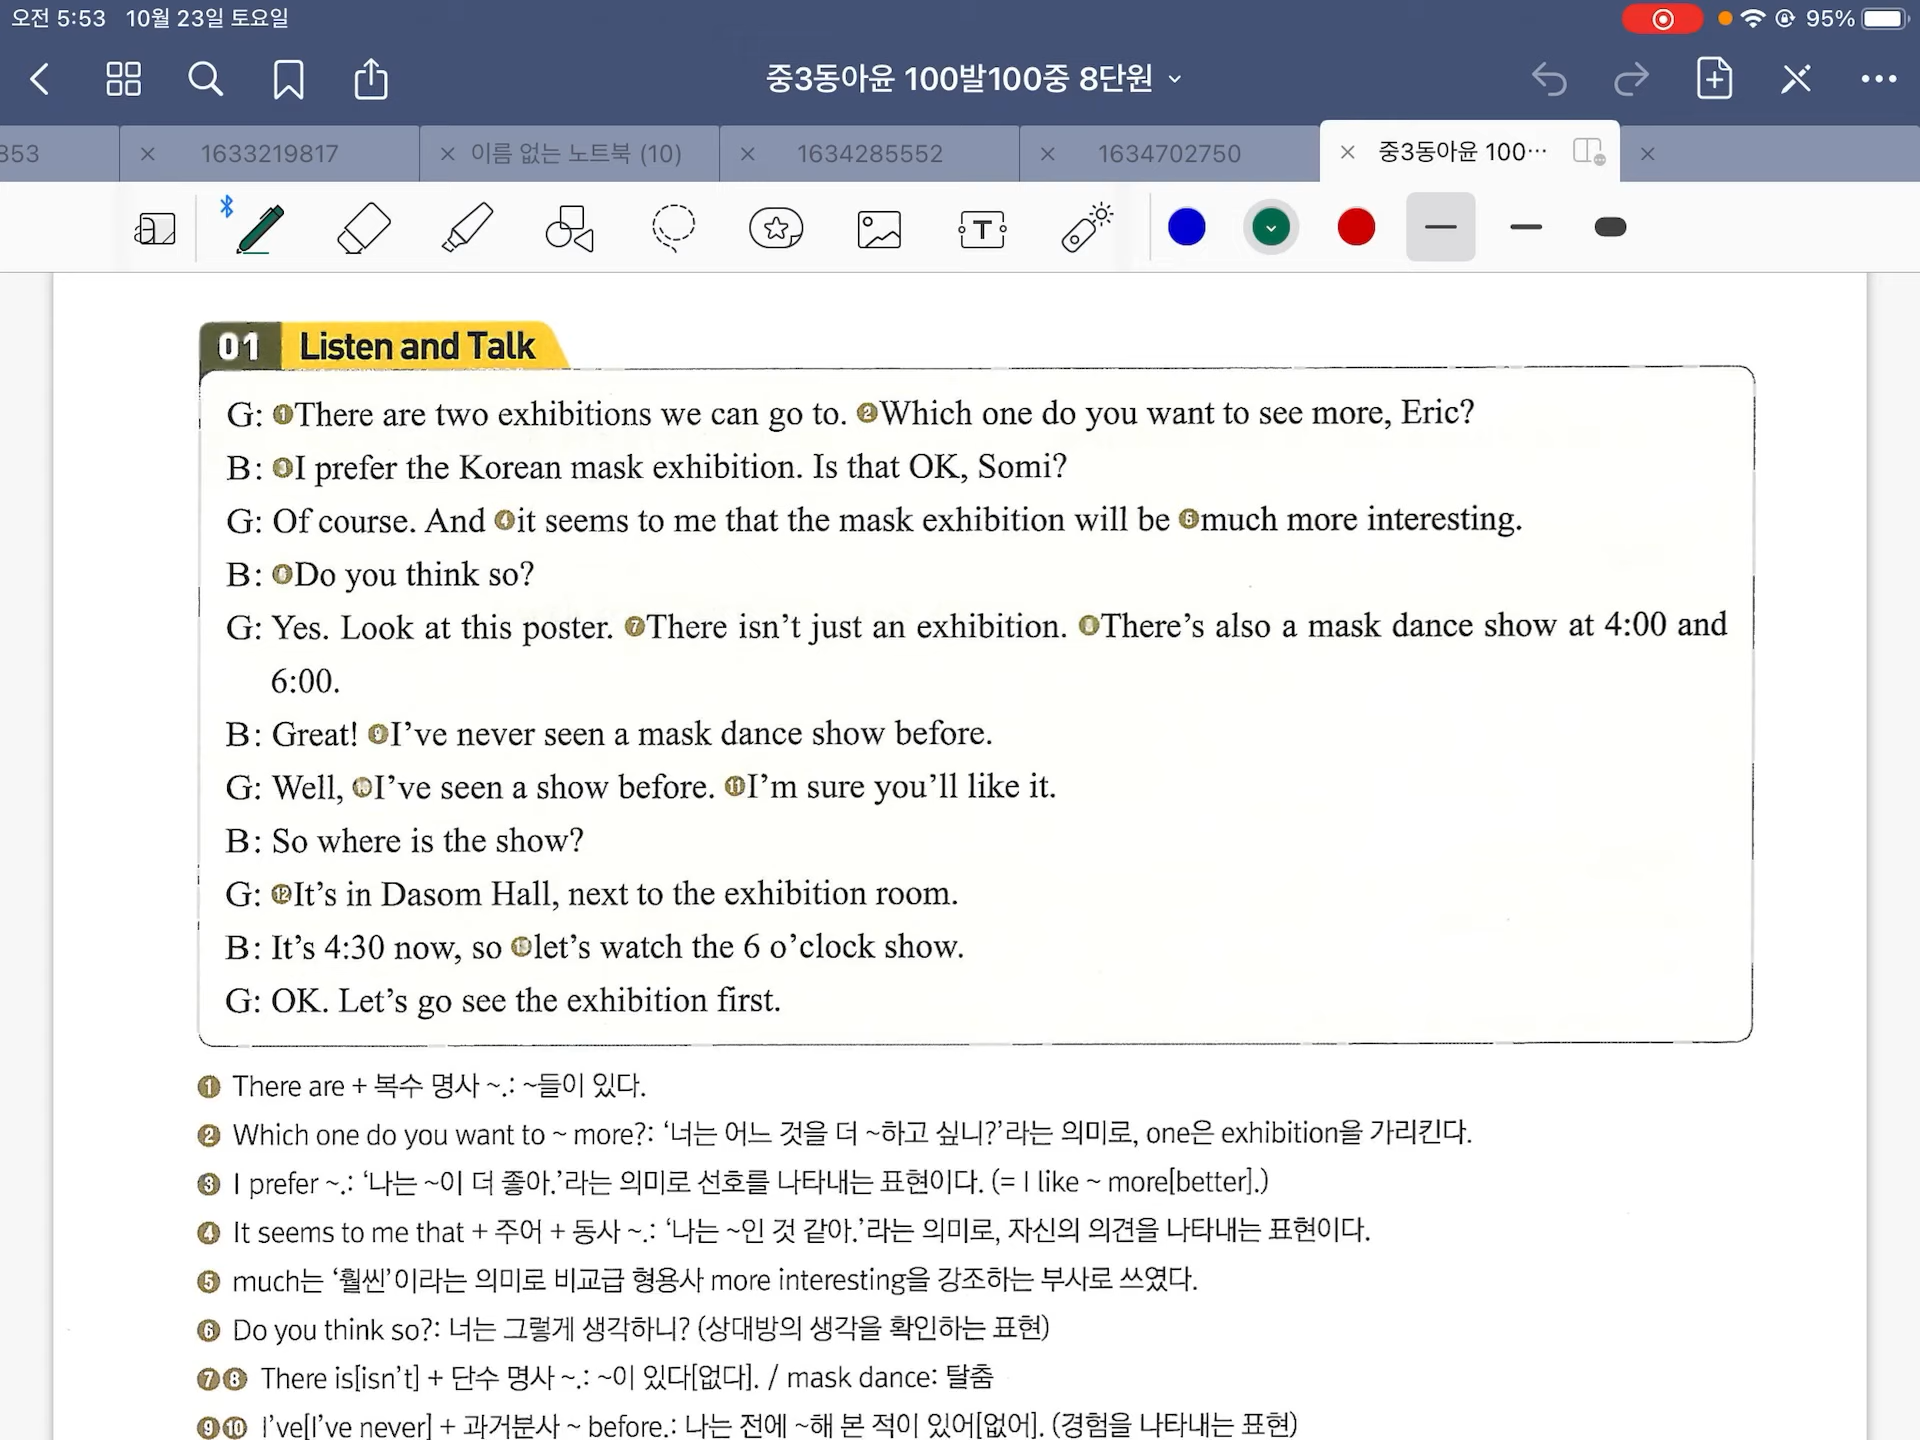 오전 5:53 10월 23일 토요일
95%
중3동아윤 100발100중 8단원
853
1633219817
이름 없는 노트북 (10)
1634285552
1634702750
중3동아윤 100…
01 Listen and Talk
G: ❶There are two exhibitions we can go to. ❷Which one do you want to see more, Eric?
B: ❸I prefer the Korean mask exhibition. Is that OK, Somi?
G: Of course. And ❹it seems to me that the mask exhibition will be ❺much more interesting.
B: ❻Do you think so?
G: Yes. Look at this poster. ❼There isn't just an exhibition. ❽There's also a mask dance show at 4:00 and
6:00.
B: Great! ❾I've never seen a mask dance show before.
G: Well, ❿I've seen a show before. ⓫I'm sure you'll like it.
B: So where is the show?
G: ⓬It's in Dasom Hall, next to the exhibition room.
B: It's 4:30 now, so ⓭let's watch the 6 o'clock show.
G: OK. Let's go see the exhibition first.
❶ There are + 복수 명사 ~.: ~들이 있다.
❷ Which one do you want to ~ more?: '너는 어느 것을 더 ~하고 싶니?'라는 의미로, one은 exhibition을 가리킨다.
❸ I prefer ~.: '나는 ~이 더 좋아.'라는 의미로 선호를 나타내는 표현이다. (= I like ~ more[better].)
❹ It seems to me that + 주어 + 동사 ~.: '나는 ~인 것 같아.'라는 의미로, 자신의 의견을 나타내는 표현이다.
❺ much는 '훨씬'이라는 의미로 비교급 형용사 more interesting을 강조하는 부사로 쓰였다.
❻ Do you think so?: 너는 그렇게 생각하니? (상대방의 생각을 확인하는 표현)
❼❽ There is[isn't] + 단수 명사 ~.: ~이 있다[없다]. / mask dance: 탈춤
❾❿ I've[I've never] + 과거분사 ~ before.: 나는 전에 ~해 본 적이 있어[없어]. (경험을 나타내는 표현)